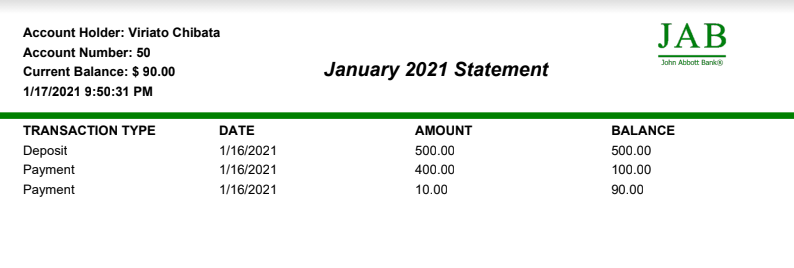 Account Holder: Viriato Chibata
Account Number: 50
Current Balance: $ 90.00
1/17/2021 9:50:31 PM
January 2021 Statement
JAB
John Abbott Bank®
TRANSACTION TYPE DATE AMOUNT BALANCE
Deposit 1/16/2021 500.00 500.00
Payment 1/16/2021 400.00 100.00
Payment 1/16/2021 10.00 90.00